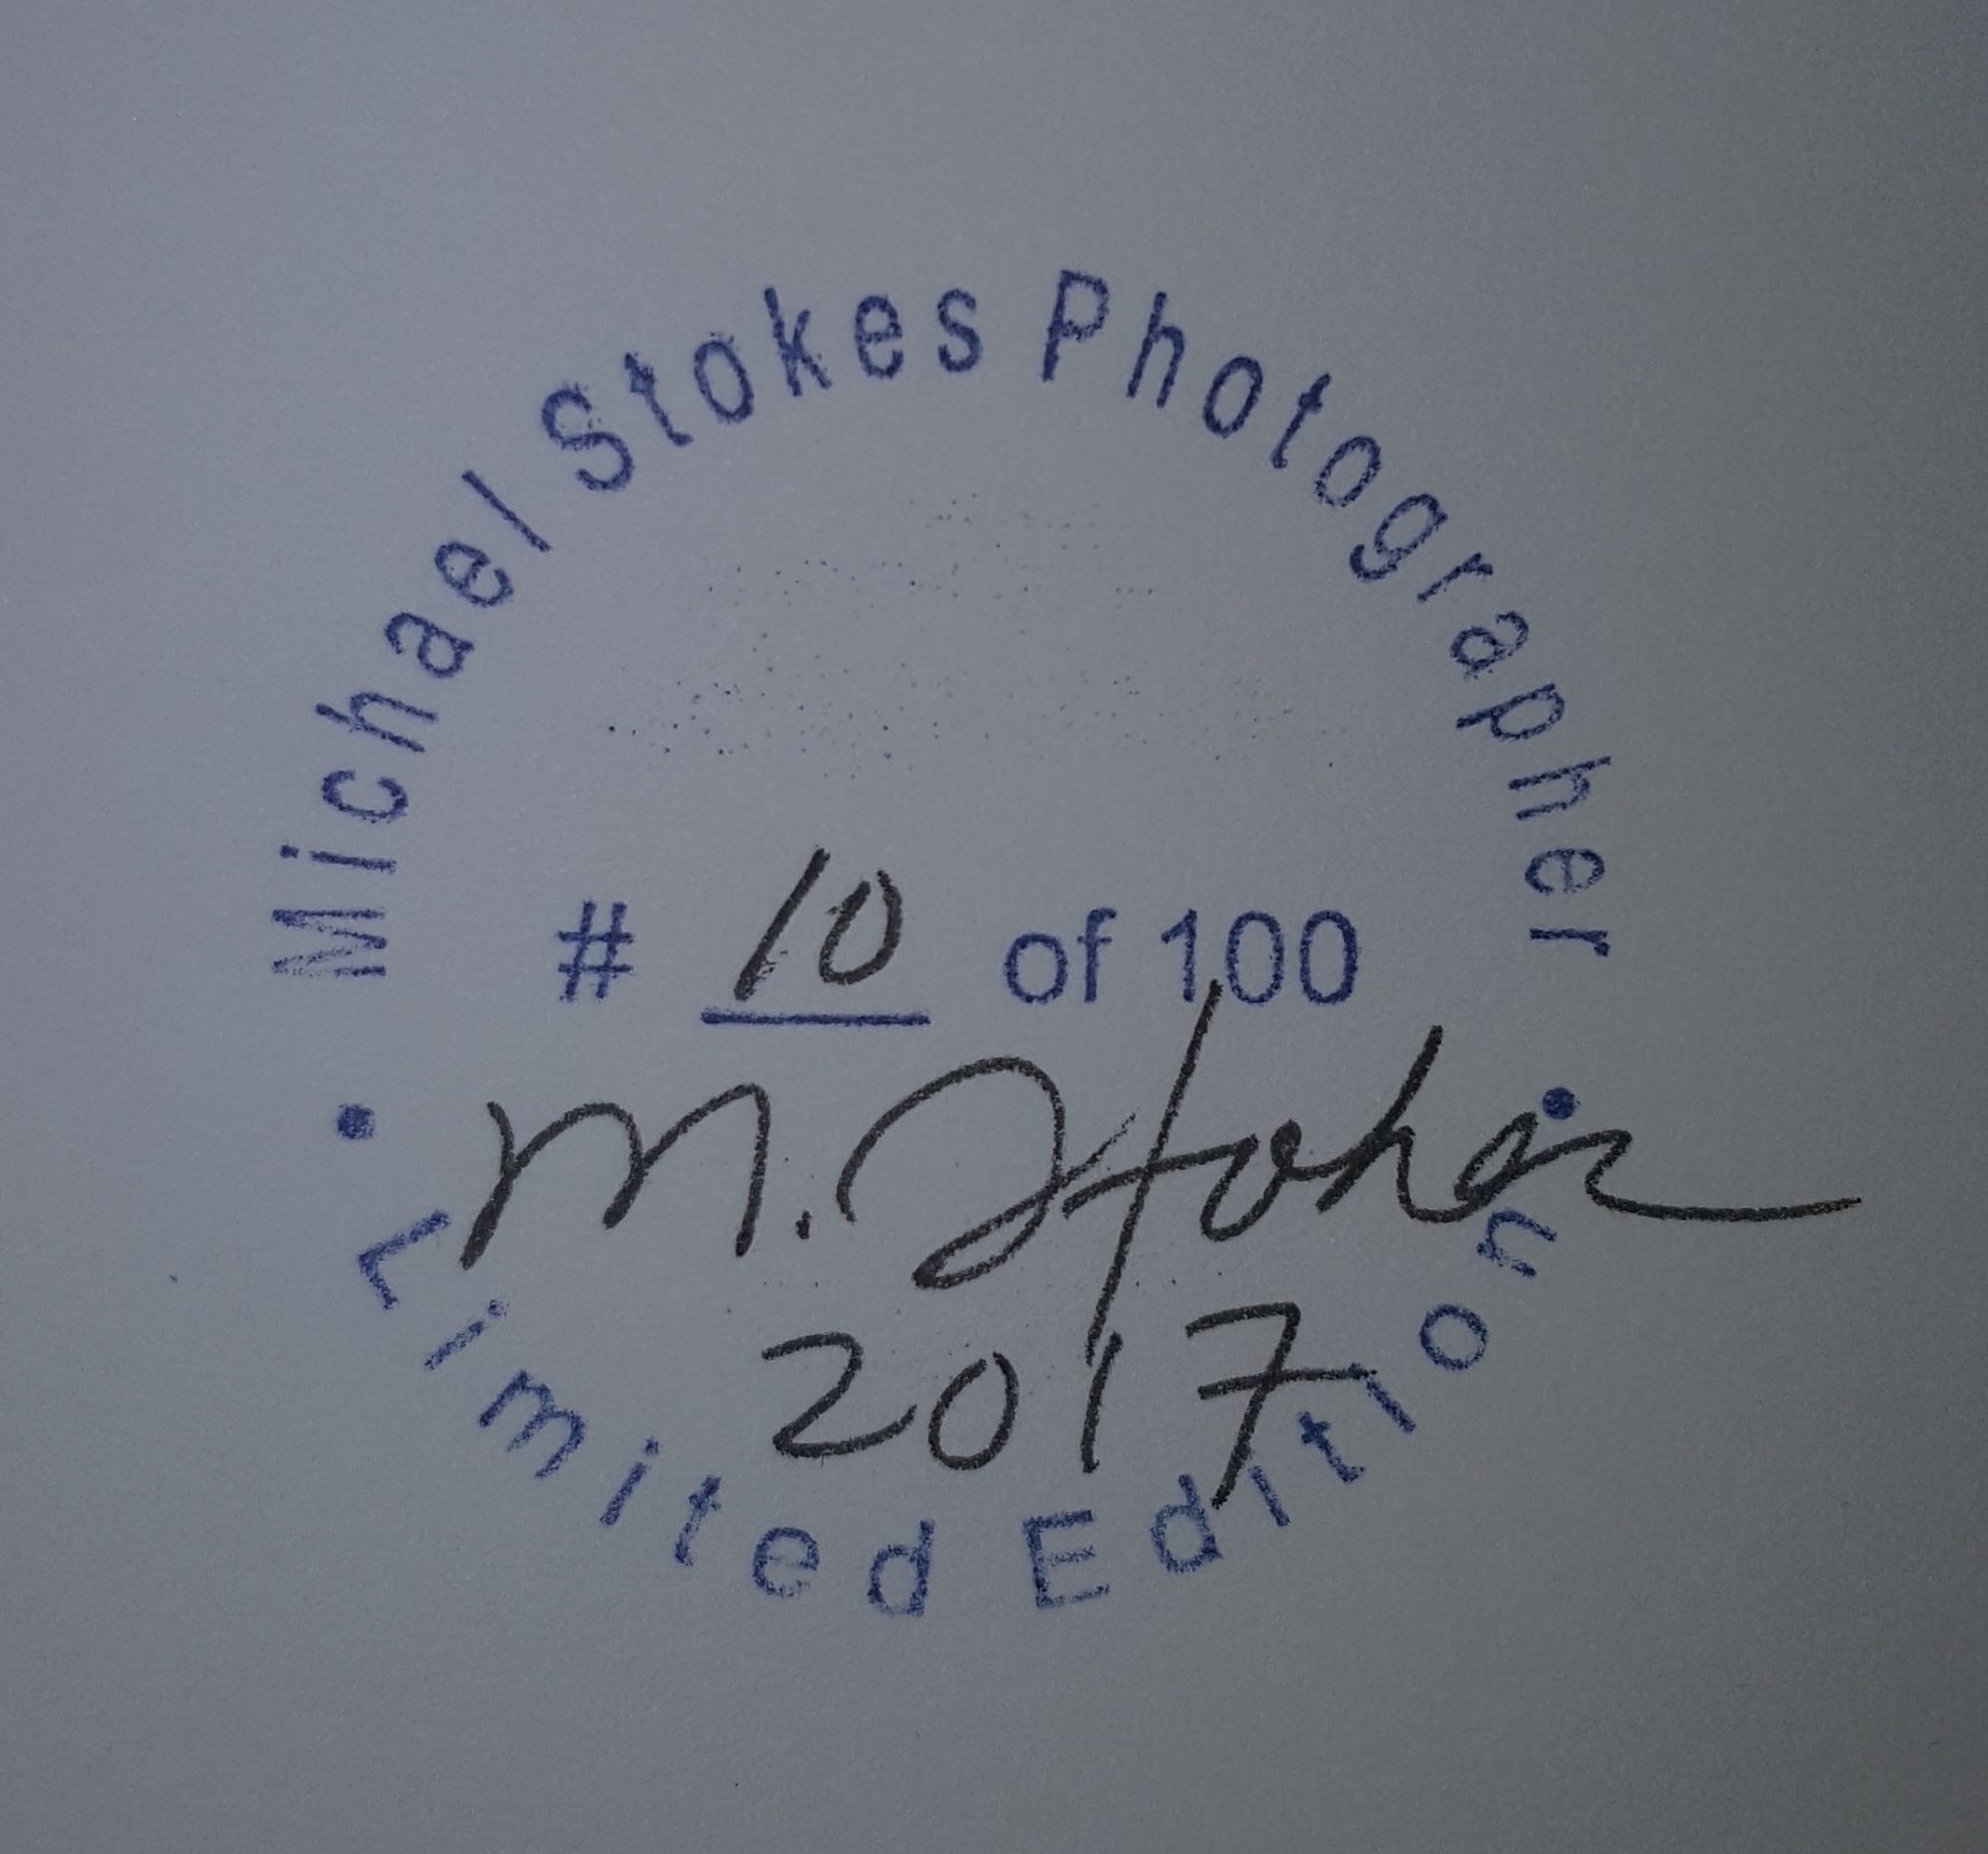 Michael Stokes Photographer
# 10 of 100
M. Stokes
2017
• Limited Edition •